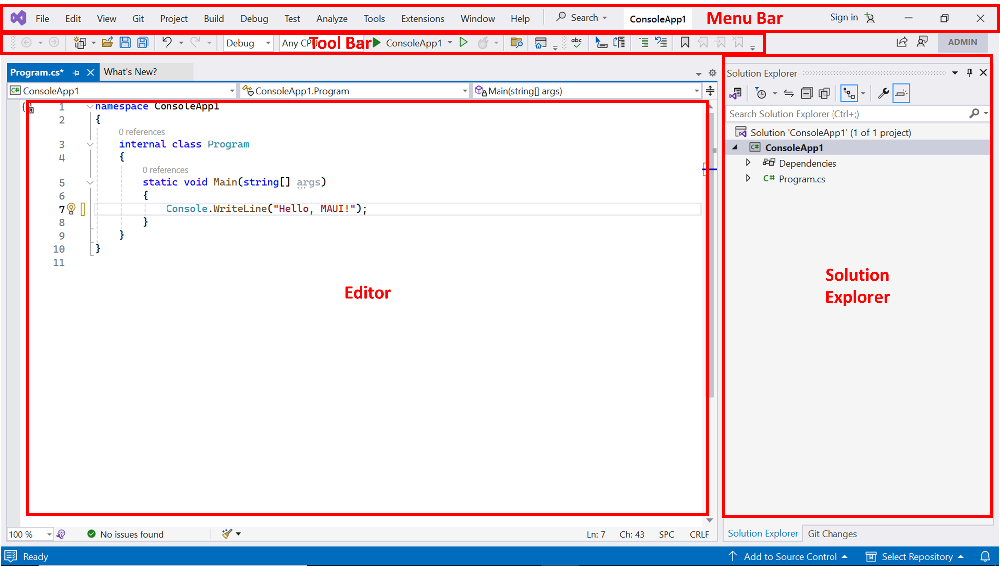 File Edit View Git Project Build Debug Test Analyze Tools Extensions Window Help Search ConsoleApp1 Menu Bar Sign in
Debug Any CPU Tool Bar ConsoleApp1 abc ADMIN
Program.cs* What's New?
C# ConsoleApp1 ConsoleApp1.Program Main(string[] args)
1 namespace ConsoleApp1
2 {
0 references
3 internal class Program
4 {
0 references
5 static void Main(string[] args)
6 {
7 Console.WriteLine("Hello, MAUI!");
8 }
9 }
10 }
11
Editor
100 % No issues found Ln: 7 Ch: 43 SPC CRLF
Solution Explorer
Search Solution Explorer (Ctrl+;)
Solution 'ConsoleApp1' (1 of 1 project)
C# ConsoleApp1
Dependencies
C# Program.cs
Solution
Explorer
Solution Explorer Git Changes
Ready Add to Source Control Select Repository